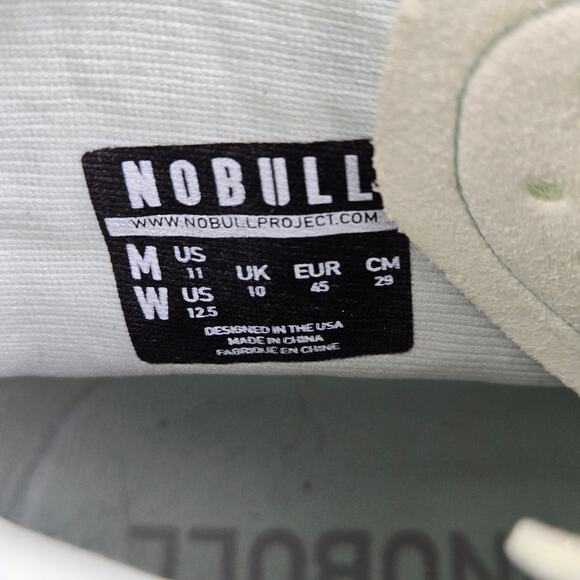 NOBULL
WWW.NOBULLPROJECT.COM
M US 11 UK 10 EUR 45 CM 29
W US 12.5
DESIGNED IN THE USA
MADE IN CHINA
FABRIQUE EN CHINE
NOBULL